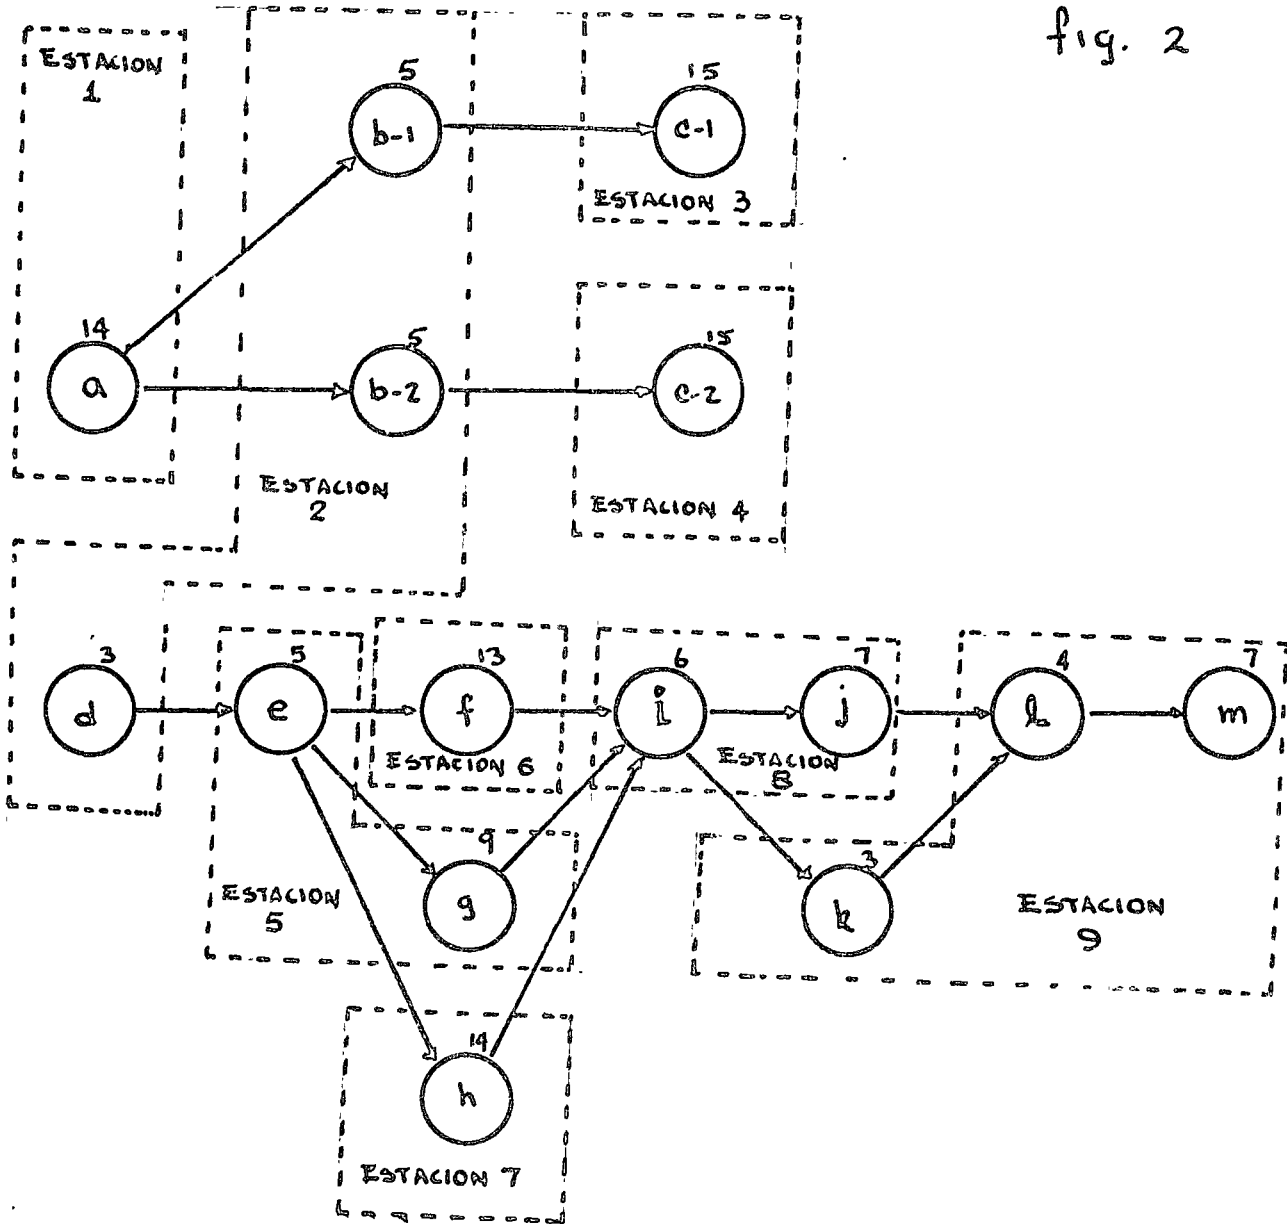 fig. 2
ESTACION
1
5
b-1
15
c-1
ESTACION 3
14
a
5
b-2
15
c-2
ESTACION
2
ESTACION 4
3
d
5
e
13
f
ESTACION 6
6
i
7
j
ESTACION
8
4
l
7
m
9
g
ESTACION
5
3
k
ESTACION
9
14
h
ESTACION 7